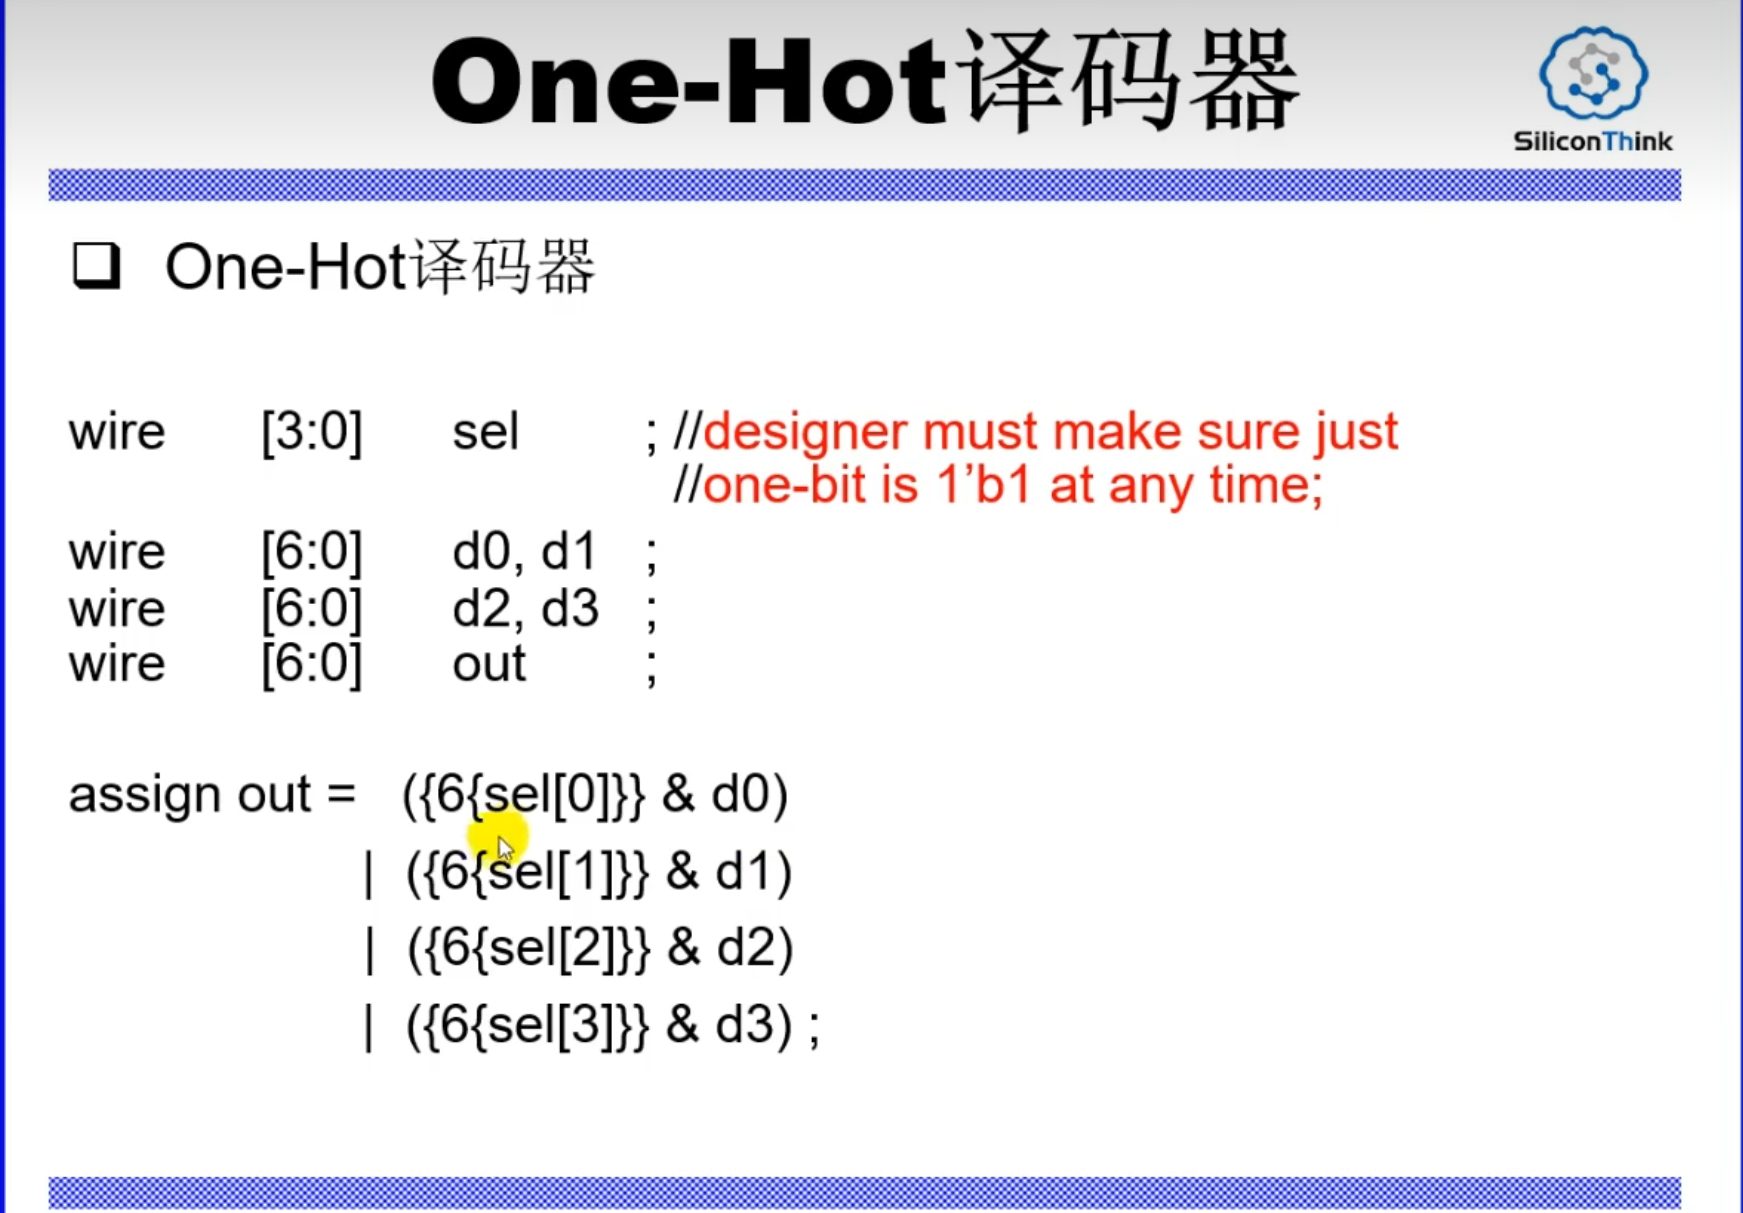 One-Hot译码器
SiliconThink
One-Hot译码器
wire [3:0] sel ; //designer must make sure just
//one-bit is 1’b1 at any time;
wire [6:0] d0, d1 ;
wire [6:0] d2, d3 ;
wire [6:0] out ;
assign out = ({6{sel[0]}} & d0)
| ({6{sel[1]}} & d1)
| ({6{sel[2]}} & d2)
| ({6{sel[3]}} & d3) ;